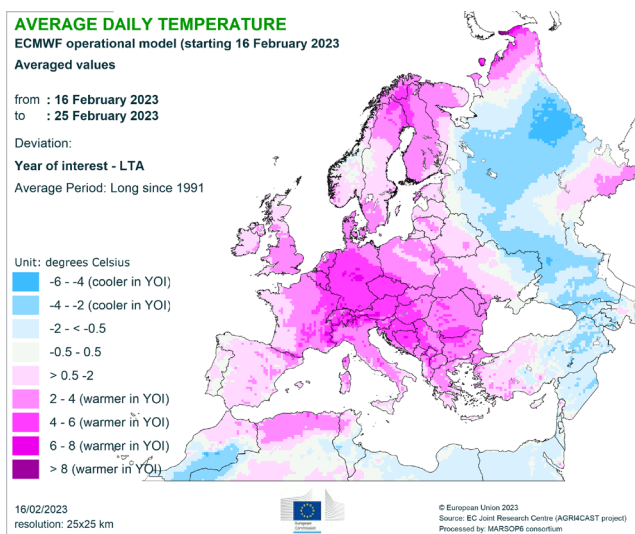 AVERAGE DAILY TEMPERATURE
ECMWF operational model (starting 16 February 2023
Averaged values
from : 16 February 2023
to : 25 February 2023
Deviation:
Year of interest - LTA
Average Period: Long since 1991
Unit: degrees Celsius
-6 - -4 (cooler in YOI)
-4 - -2 (cooler in YOI)
-2 - < -0.5
-0.5 - 0.5
> 0.5 -2
2 - 4 (warmer in YOI)
4 - 6 (warmer in YOI)
6 - 8 (warmer in YOI)
> 8 (warmer in YOI)
16/02/2023
resolution: 25x25 km
European
Commission
© European Union 2023
Source: EC Joint Research Centre (AGRI4CAST project)
Processed by: MARSOP6 consortium